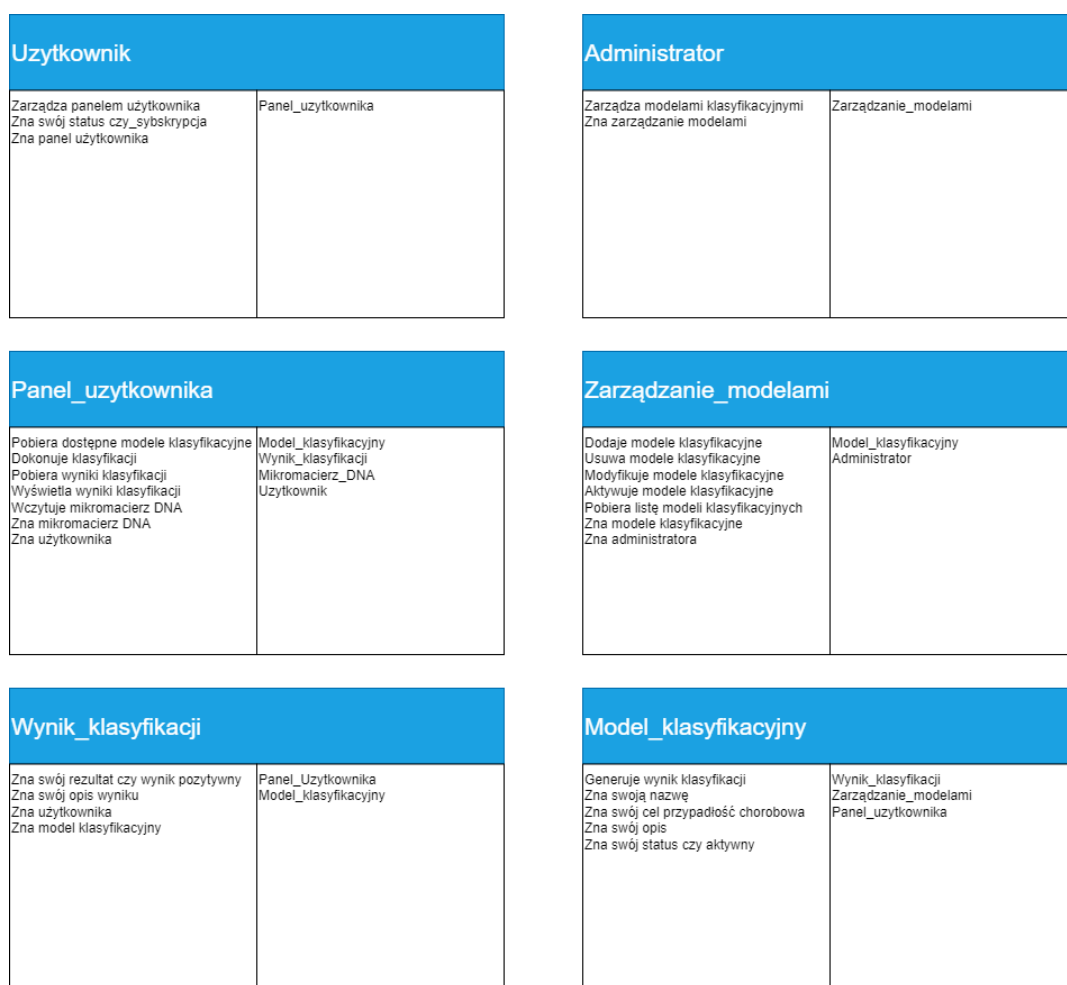 Uzytkownik
Zarządza panelem użytkownika
Zna swój status czy_sybskrypcja
Zna panel użytkownika
Panel_uzytkownika
Administrator
Zarządza modelami klasyfikacyjnymi
Zna zarządzanie modelami
Zarządzanie_modelami
Panel_uzytkownika
Pobiera dostępne modele klasyfikacyjne
Dokonuje klasyfikacji
Pobiera wyniki klasyfikacji
Wyświetla wyniki klasyfikacji
Wczytuje mikromacierz DNA
Zna mikromacierz DNA
Zna użytkownika
Model_klasyfikacyjny
Wynik_klasyfikacji
Mikromacierz_DNA
Uzytkownik
Zarządzanie_modelami
Dodaje modele klasyfikacyjne
Usuwa modele klasyfikacyjne
Modyfikuje modele klasyfikacyjne
Aktywuje modele klasyfikacyjne
Pobiera listę modeli klasyfikacyjnych
Zna modele klasyfikacyjne
Zna administratora
Model_klasyfikacyjny
Administrator
Wynik_klasyfikacji
Zna swój rezultat czy wynik pozytywny
Zna swój opis wyniku
Zna użytkownika
Zna model klasyfikacyjny
Panel_Uzytkownika
Model_klasyfikacyjny
Model_klasyfikacyjny
Generuje wynik klasyfikacji
Zna swoją nazwę
Zna swój cel przypadłość chorobowa
Zna swój opis
Zna swój status czy aktywny
Wynik_klasyfikacji
Zarządzanie_modelami
Panel_uzytkownika